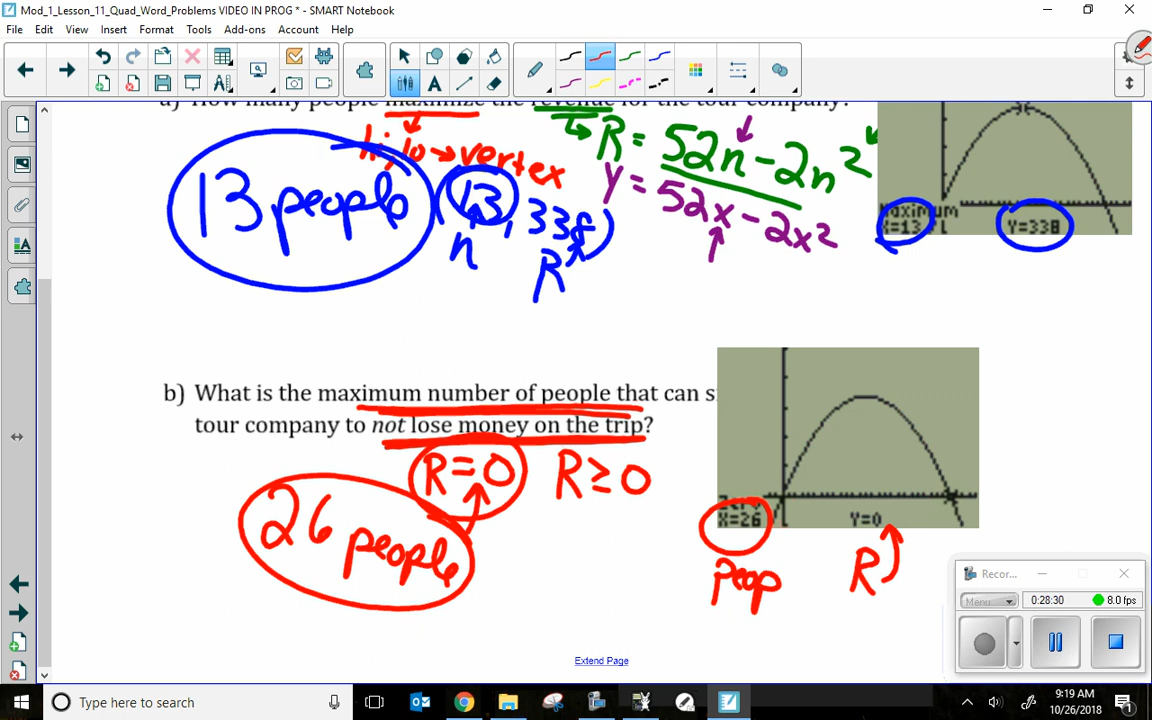 Mod_1_Lesson_11_Quad_Word_Problems VIDEO IN PROG * - SMART Notebook
File Edit View Insert Format Tools Add-ons Account Help
a) How many people maximize the revenue for the tour company?
hi/lo → vertex
R = 52n - 2n²
y = 52x - 2x²
13 people
(13, 338)
n
R
Maximum
X=13
Y=338
b) What is the maximum number of people that can
tour company to not lose money on the trip?
R = 0 R ≥ 0
26 people
Zero
X=26 Y=0
peop R
Extend Page
Recor...
Menu 0:28:30 8.0 fps
Type here to search
9:19 AM
10/26/2018
1